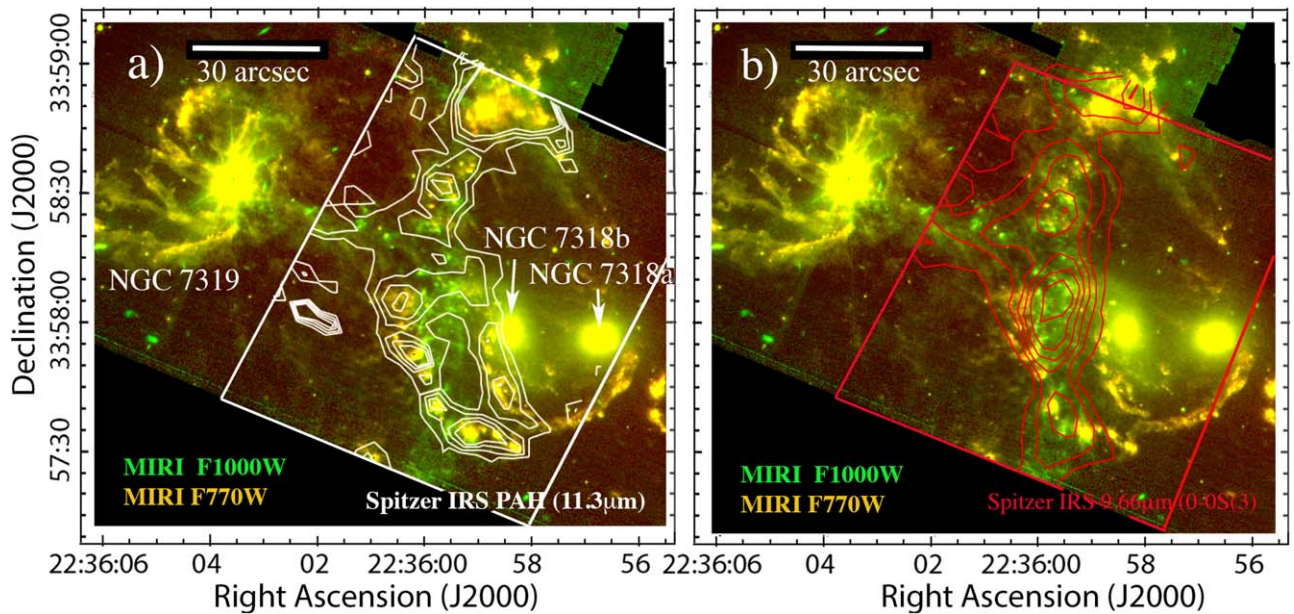 a)
30 arcsec
NGC 7318b
NGC 7318a
NGC 7319
MIRI F1000W
MIRI F770W
Spitzer IRS PAH (11.3μm)
Declination (J2000)
33:59:00
58:30
33:58:00
57:30
22:36:06
04
02
22:36:00
58
56
Right Ascension (J2000)
b)
30 arcsec
MIRI F1000W
MIRI F770W
Spitzer IRS 9.66μm (0-0S(3)
22:36:06
04
02
22:36:00
58
56
Right Ascension (J2000)